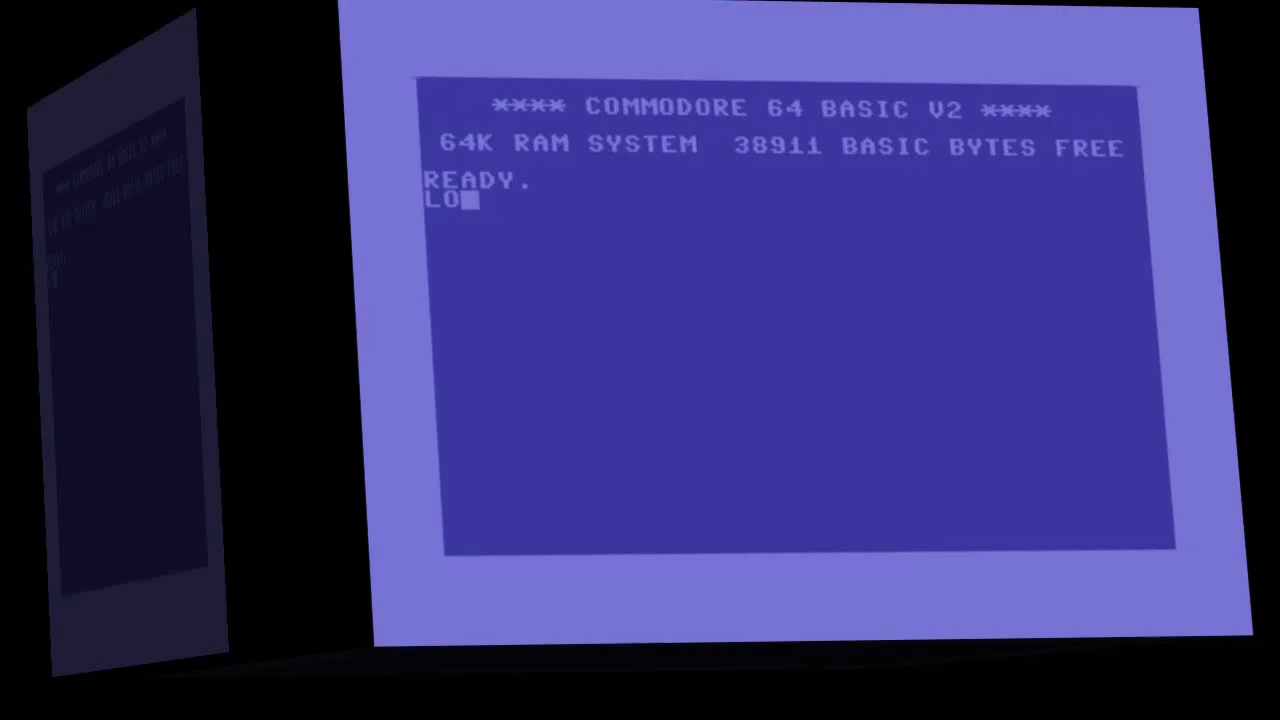 **** COMMODORE 64 BASIC V2 ****
64K RAM SYSTEM  38911 BASIC BYTES FREE
READY.
LO